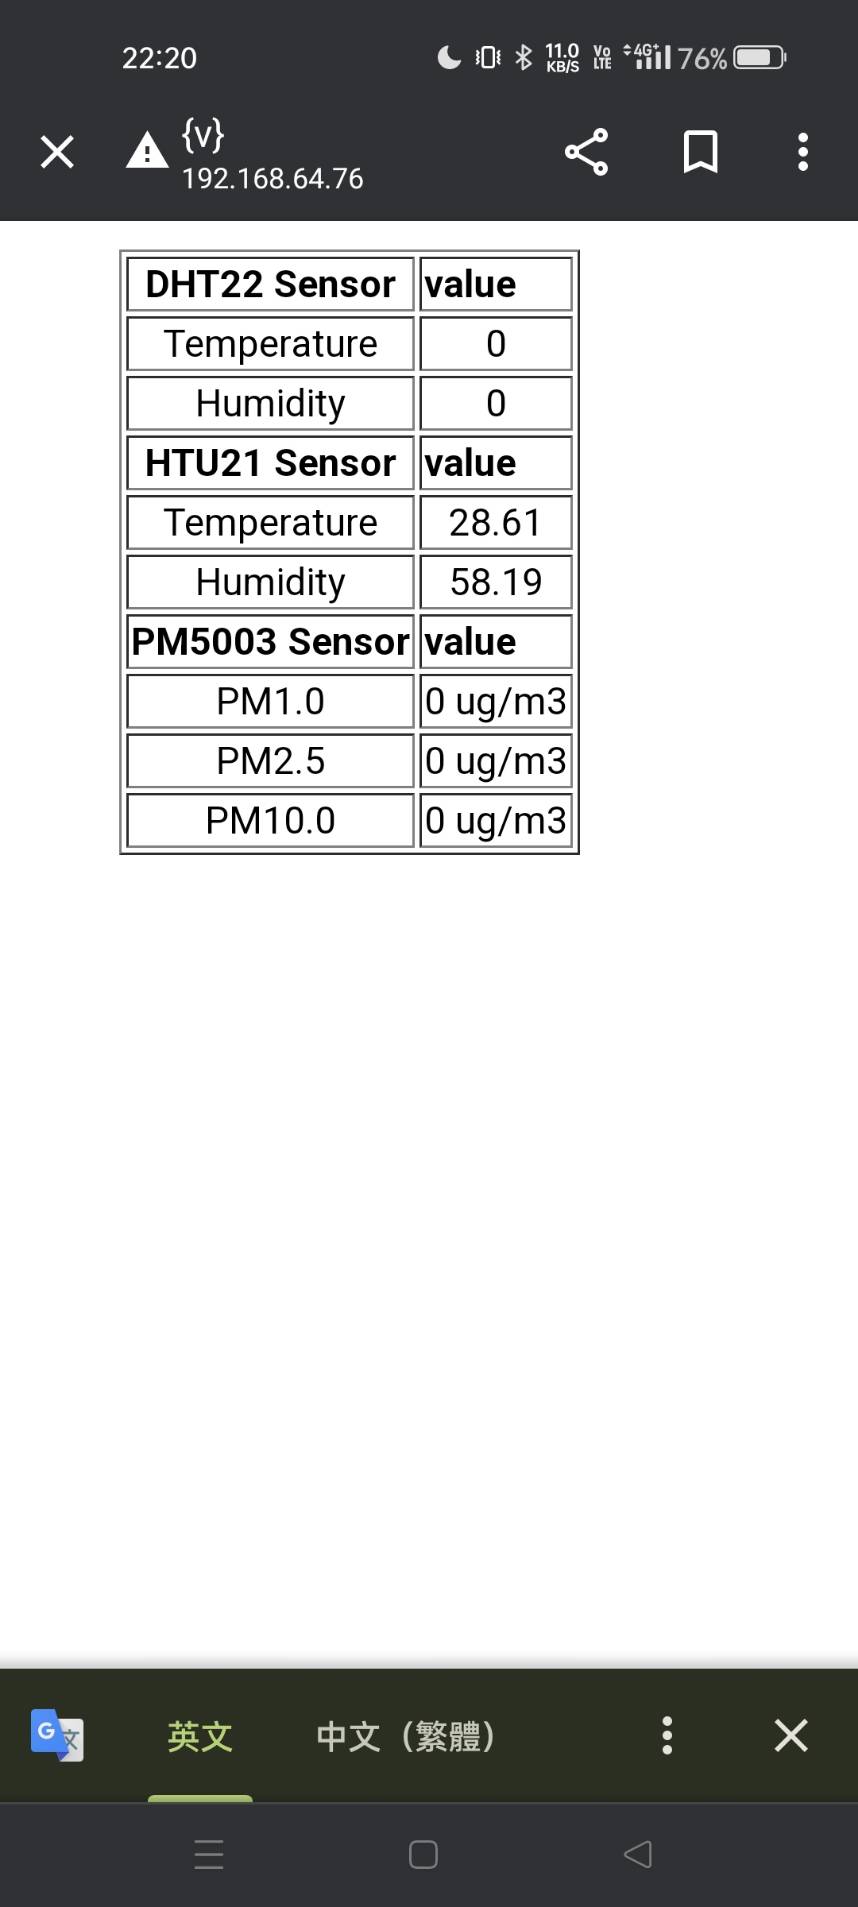 22:20
11.0 KB/S Vo LTE 4G+ 76%
{v}
192.168.64.76
DHT22 Sensor value
Temperature 0
Humidity 0
HTU21 Sensor value
Temperature 28.61
Humidity 58.19
PM5003 Sensor value
PM1.0 0 ug/m3
PM2.5 0 ug/m3
PM10.0 0 ug/m3
G 文 英文 中文（繁體）